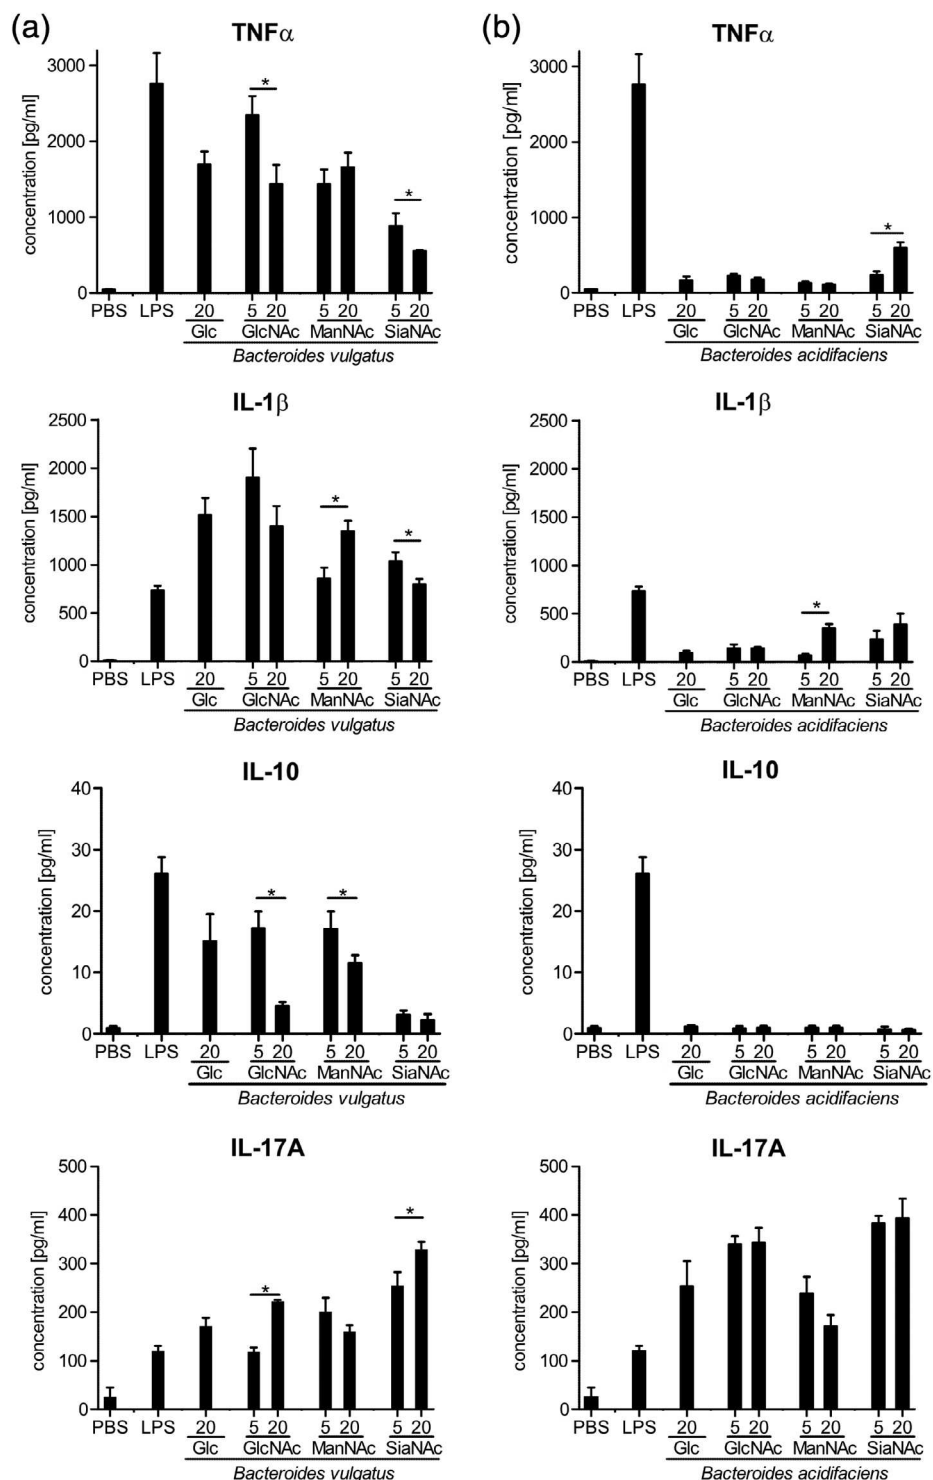 (a)
TNFα
concentration [pg/ml]
3000
2000
1000
0
*
*
PBS LPS 20 5 20 5 20 5 20
Glc GlcNAc ManNAc SiaNAc
Bacteroides vulgatus
(b)
TNFα
concentration [pg/ml]
3000
2000
1000
0
*
PBS LPS 20 5 20 5 20 5 20
Glc GlcNAc ManNAc SiaNAc
Bacteroides acidifaciens
IL-1β
concentration [pg/ml]
2500
2000
1500
1000
500
0
*
*
PBS LPS 20 5 20 5 20 5 20
Glc GlcNAc ManNAc SiaNAc
Bacteroides vulgatus
IL-1β
concentration [pg/ml]
2500
2000
1500
1000
500
0
*
PBS LPS 20 5 20 5 20 5 20
Glc GlcNAc ManNAc SiaNAc
Bacteroides acidifaciens
IL-10
concentration [pg/ml]
40
30
20
10
0
*
*
PBS LPS 20 5 20 5 20 5 20
Glc GlcNAc ManNAc SiaNAc
Bacteroides vulgatus
IL-10
concentration [pg/ml]
40
30
20
10
0
PBS LPS 20 5 20 5 20 5 20
Glc GlcNAc ManNAc SiaNAc
Bacteroides acidifaciens
IL-17A
concentration [pg/ml]
500
400
300
200
100
0
*
*
PBS LPS 20 5 20 5 20 5 20
Glc GlcNAc ManNAc SiaNAc
Bacteroides vulgatus
IL-17A
concentration [pg/ml]
500
400
300
200
100
0
PBS LPS 20 5 20 5 20 5 20
Glc GlcNAc ManNAc SiaNAc
Bacteroides acidifaciens